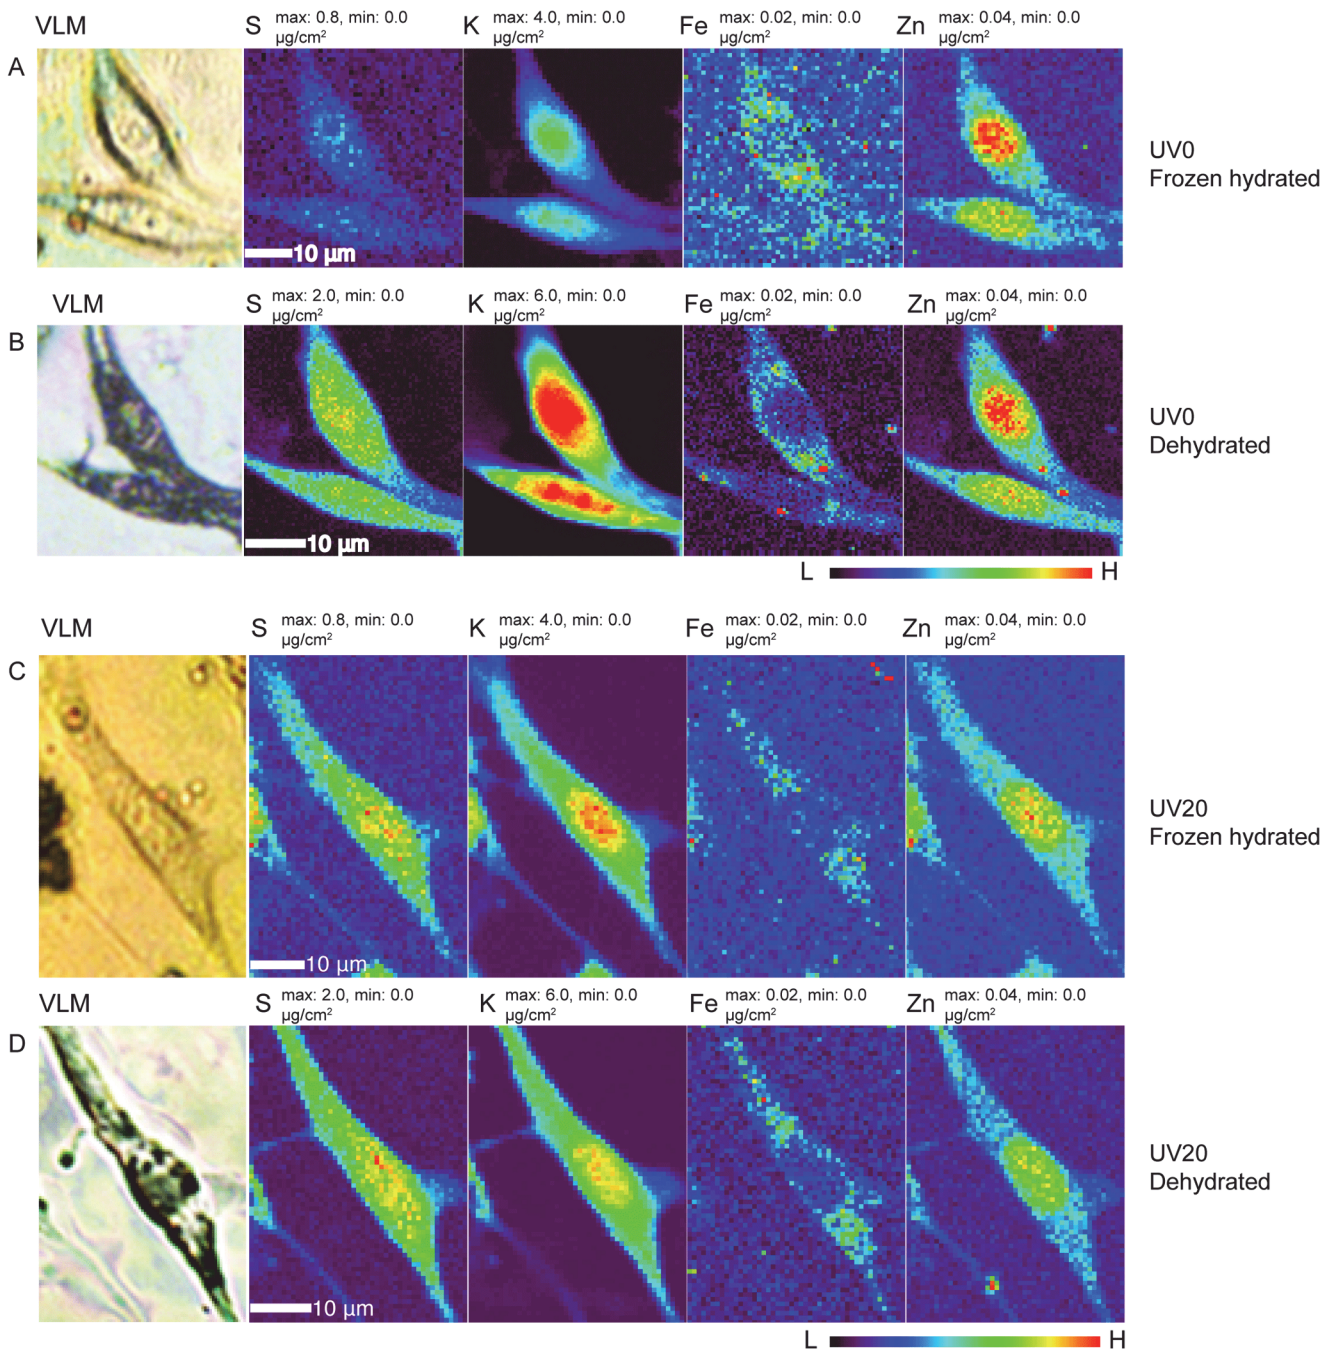 VLM S max: 0.8, min: 0.0 K max: 4.0, min: 0.0 Fe max: 0.02, min: 0.0 Zn max: 0.04, min: 0.0
µg/cm² µg/cm² µg/cm² µg/cm²
A
UV0
Frozen hydrated
10 µm
VLM S max: 2.0, min: 0.0 K max: 6.0, min: 0.0 Fe max: 0.02, min: 0.0 Zn max: 0.04, min: 0.0
µg/cm² µg/cm² µg/cm² µg/cm²
B
UV0
Dehydrated
10 µm
L H
VLM S max: 0.8, min: 0.0 K max: 4.0, min: 0.0 Fe max: 0.02, min: 0.0 Zn max: 0.04, min: 0.0
µg/cm² µg/cm² µg/cm² µg/cm²
C
UV20
Frozen hydrated
10 µm
VLM S max: 2.0, min: 0.0 K max: 6.0, min: 0.0 Fe max: 0.02, min: 0.0 Zn max: 0.04, min: 0.0
µg/cm² µg/cm² µg/cm² µg/cm²
D
UV20
Dehydrated
10 µm
L H